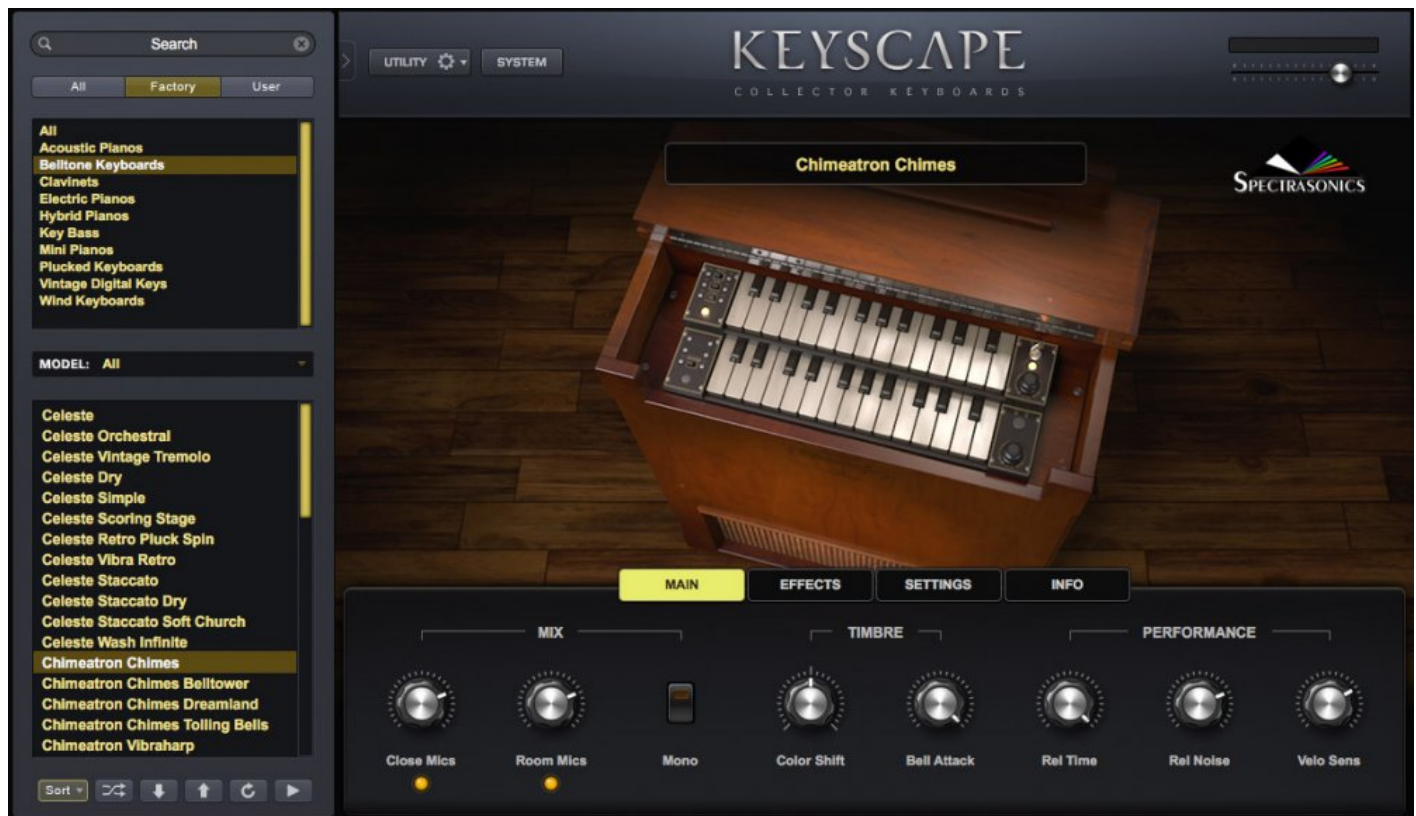 Search
All
Factory
User
All
Acoustic Pianos
Belltone Keyboards
Clavinets
Electric Pianos
Hybrid Pianos
Key Bass
Mini Pianos
Plucked Keyboards
Vintage Digital Keys
Wind Keyboards
MODEL: All
Celeste
Celeste Orchestral
Celeste Vintage Tremolo
Celeste Dry
Celeste Simple
Celeste Scoring Stage
Celeste Retro Pluck Spin
Celeste Vibra Retro
Celeste Staccato
Celeste Staccato Dry
Celeste Staccato Soft Church
Celeste Wash Infinite
Chimeatron Chimes
Chimeatron Chimes Belltower
Chimeatron Chimes Dreamland
Chimeatron Chimes Tolling Bells
Chimeatron Vibraharp
Sort
UTILITY
SYSTEM
KEYSCAPE
COLLECTOR KEYBOARDS
Chimeatron Chimes
SPECTRASONICS
MAIN
EFFECTS
SETTINGS
INFO
MIX
TIMBRE
PERFORMANCE
Close Mics
Room Mics
Mono
Color Shift
Bell Attack
Rel Time
Rel Noise
Velo Sens